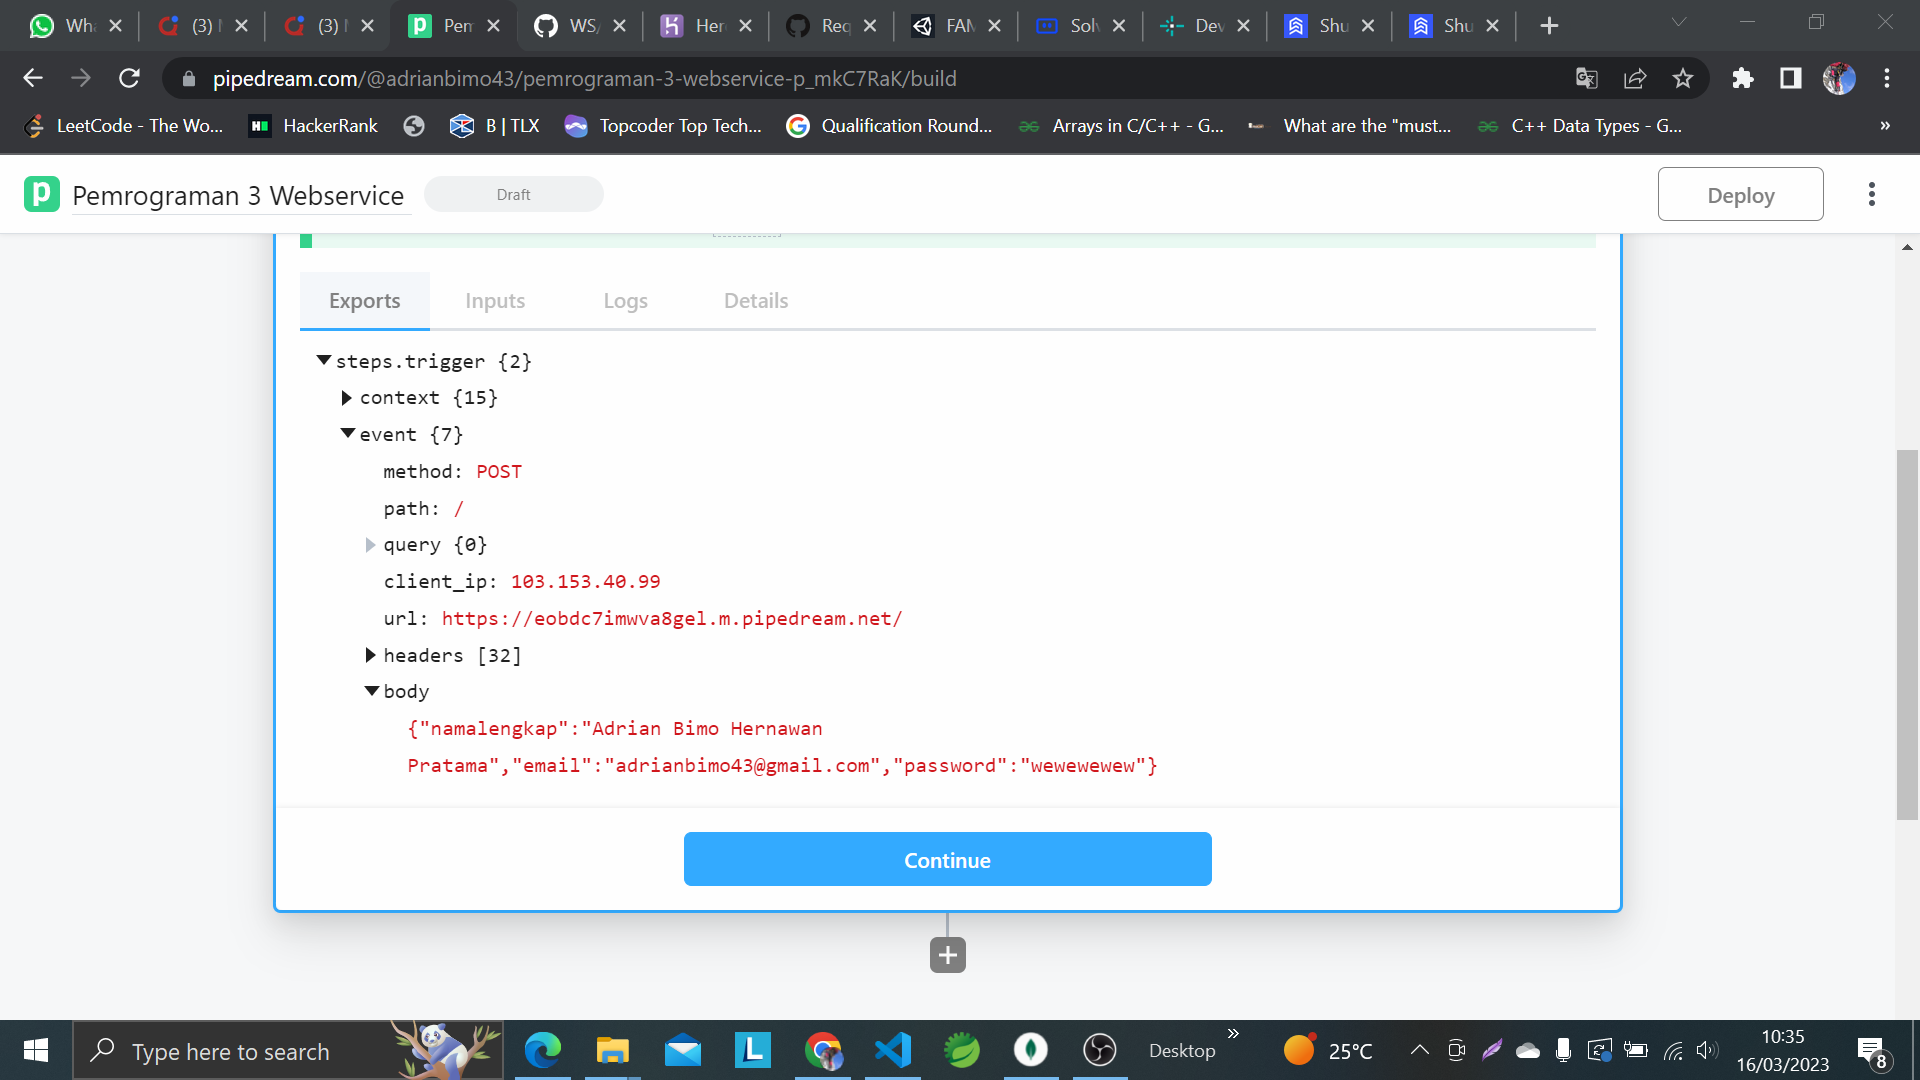 Wh
(3) M
(3) M
Pem
WS/
Her
Req
FAM
Solv
Dev
Shu
Shu
pipedream.com/@adrianbimo43/pemrograman-3-webservice-p_mkC7RaK/build
LeetCode - The Wo...
HackerRank
B | TLX
Topcoder Top Tech...
Qualification Round...
Arrays in C/C++ - G...
What are the "must...
C++ Data Types - G...
»
Pemrograman 3 Webservice
Draft
Deploy
Exports
Inputs
Logs
Details
steps.trigger {2}
context {15}
event {7}
method: POST
path: /
query {0}
client_ip: 103.153.40.99
url: https://eobdc7imwva8gel.m.pipedream.net/
headers [32]
body
{"namalengkap":"Adrian Bimo Hernawan
Pratama","email":"adrianbimo43@gmail.com","password":"wewewewew"}
Continue
Type here to search
Desktop
»
25°C
10:35
16/03/2023
8